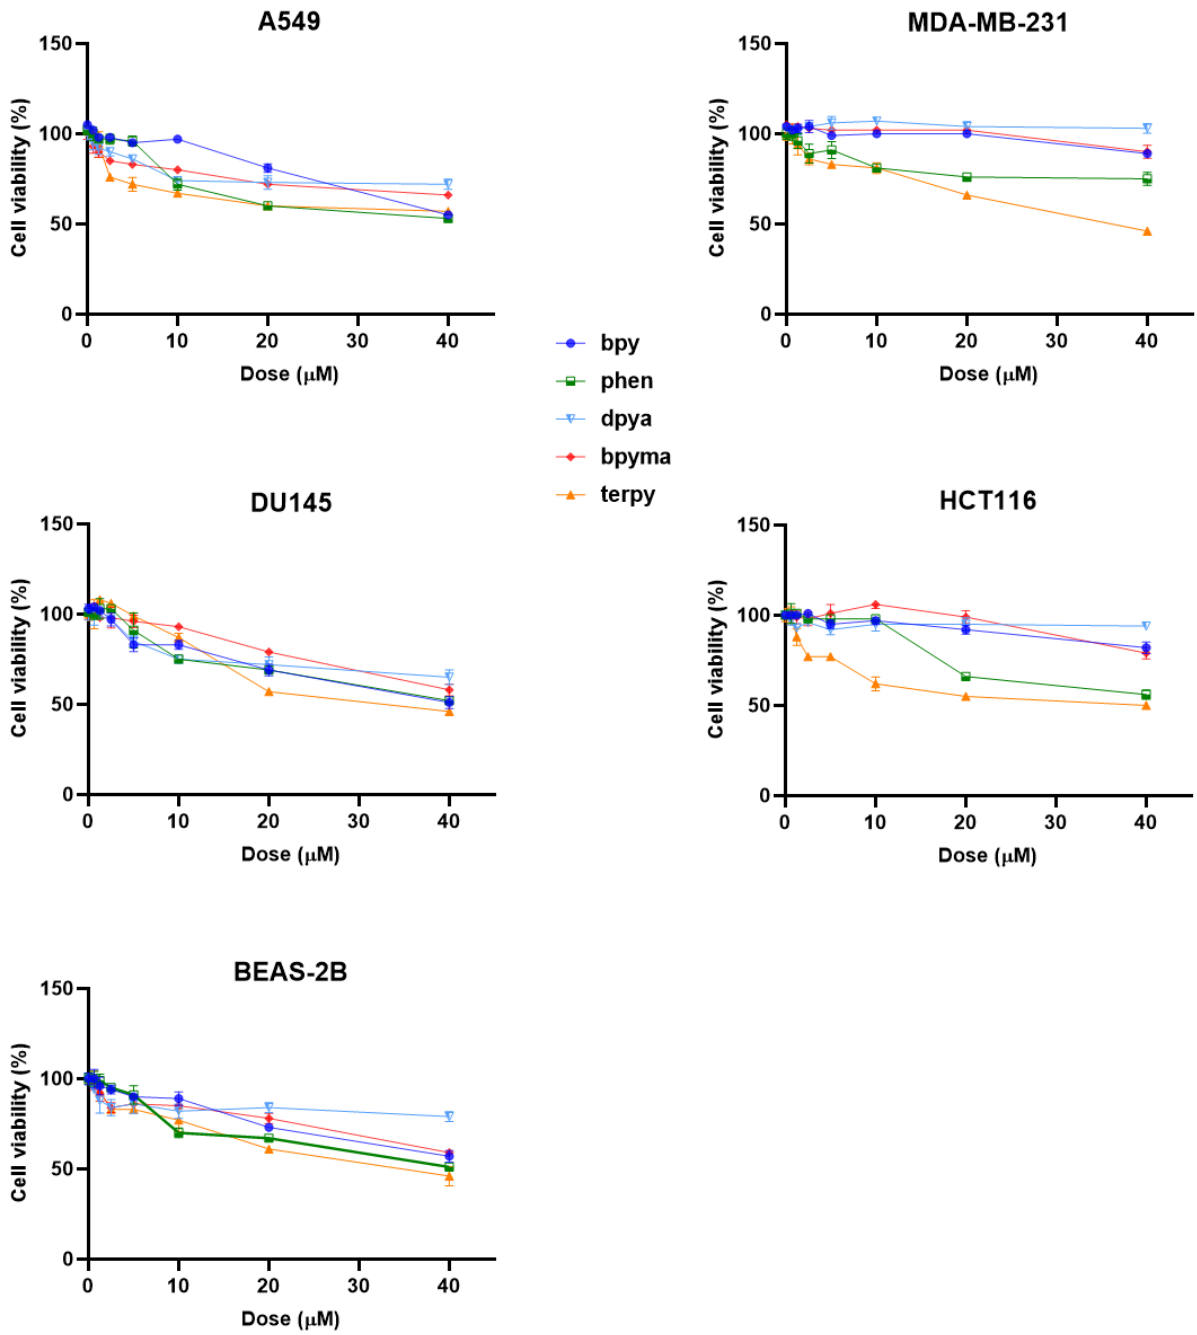 A549
150
100
50
0
Cell viability (%)
0 10 20 30 40
Dose (μM)
MDA-MB-231
150
100
50
0
Cell viability (%)
0 10 20 30 40
Dose (μM)
bpy
phen
dpya
bpyma
terpy
DU145
150
100
50
0
Cell viability (%)
0 10 20 30 40
Dose (μM)
HCT116
150
100
50
0
Cell viability (%)
0 10 20 30 40
Dose (μM)
BEAS-2B
150
100
50
0
Cell viability (%)
0 10 20 30 40
Dose (μM)